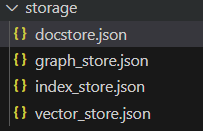 storage
{} docstore.json
{} graph_store.json
{} index_store.json
{} vector_store.json